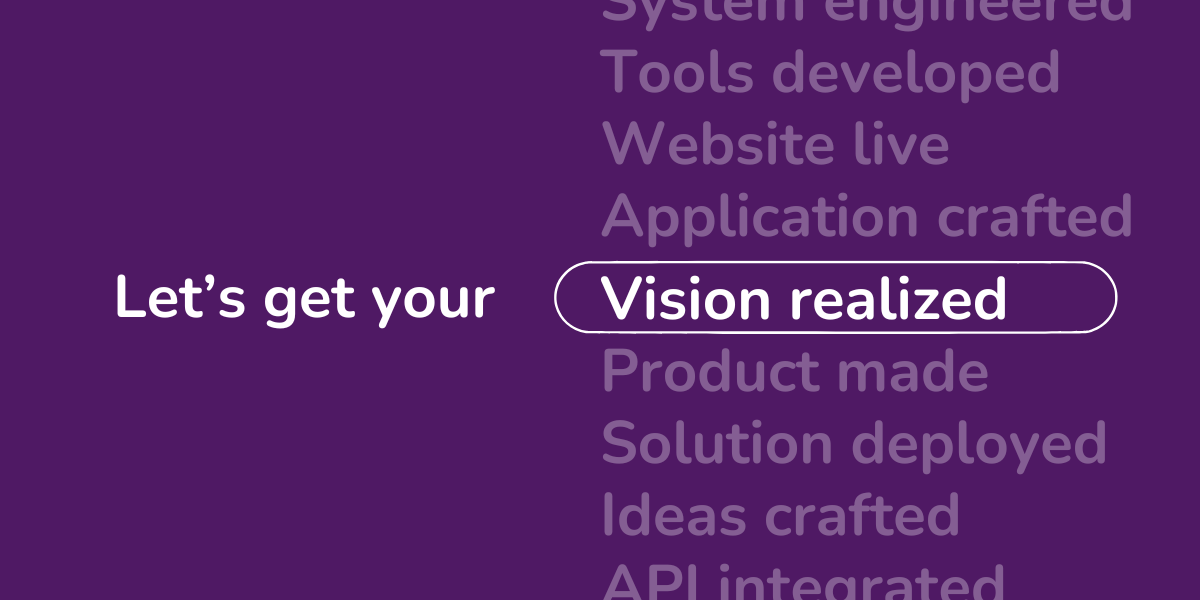 System engineered
Tools developed
Website live
Application crafted
Let’s get your Vision realized
Product made
Solution deployed
Ideas crafted
API integrated